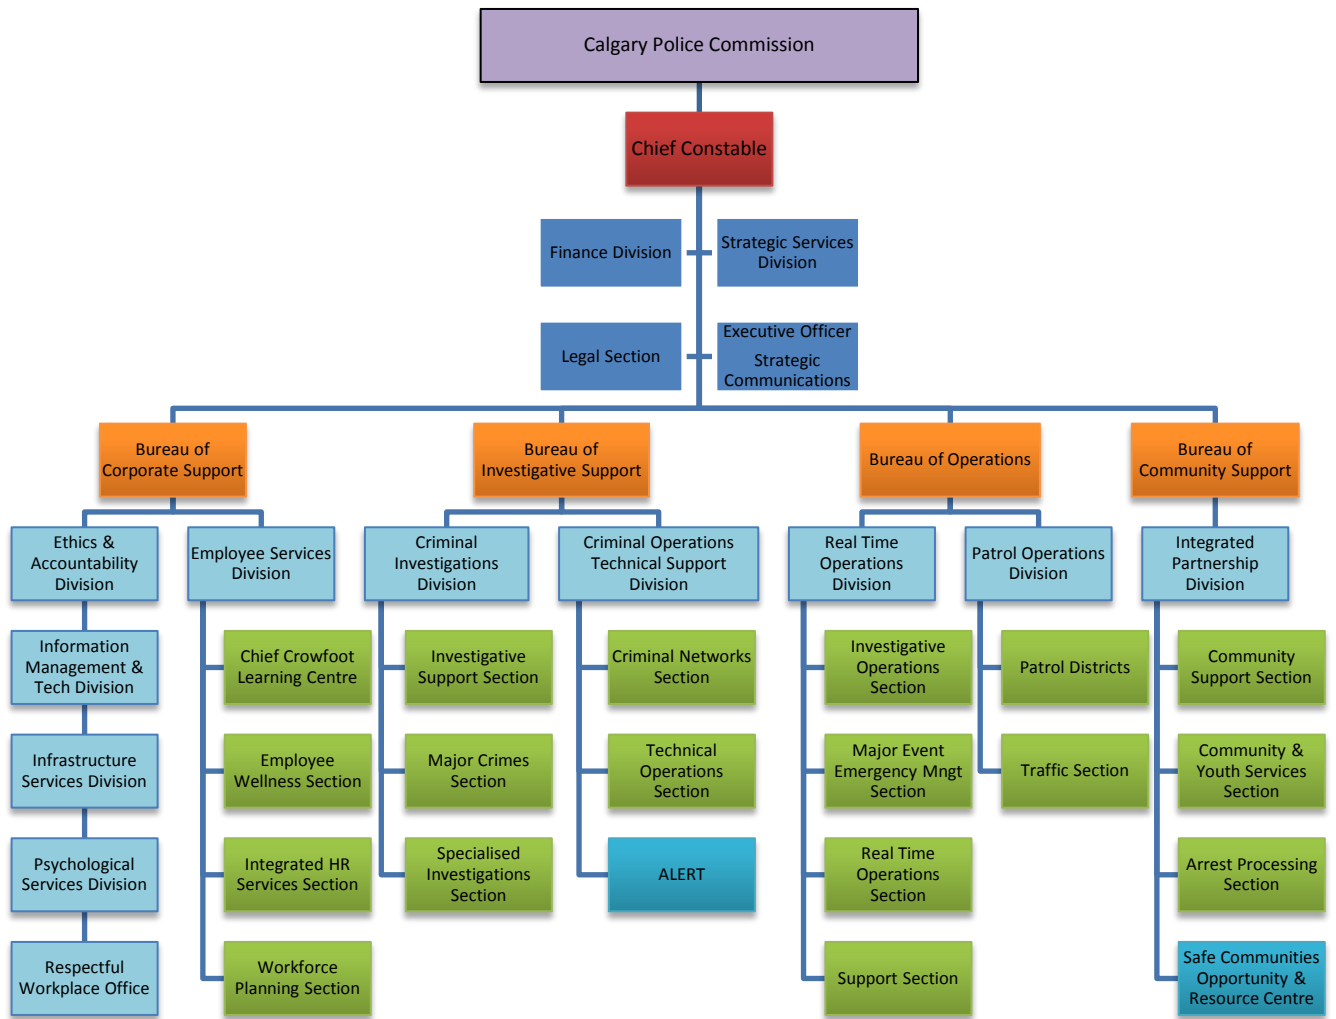 Calgary Police Commission
Chief Constable
Finance Division
Strategic Services
Division
Legal Section
Executive Officer
Strategic
Communications
Bureau of
Corporate Support
Bureau of
Investigative Support
Bureau of Operations
Bureau of
Community Support
Ethics &
Accountability
Division
Employee Services
Division
Criminal
Investigations
Division
Criminal Operations
Technical Support
Division
Real Time
Operations
Division
Patrol Operations
Division
Integrated
Partnership
Division
Information
Management &
Tech Division
Chief Crowfoot
Learning Centre
Investigative
Support Section
Criminal Networks
Section
Investigative
Operations
Section
Patrol Districts
Community
Support Section
Infrastructure
Services Division
Employee
Wellness Section
Major Crimes
Section
Technical
Operations
Section
Major Event
Emergency Mngt
Section
Traffic Section
Community &
Youth Services
Section
Psychological
Services Division
Integrated HR
Services Section
Specialised
Investigations
Section
ALERT
Real Time
Operations
Section
Arrest Processing
Section
Respectful
Workplace Office
Workforce
Planning Section
Support Section
Safe Communities
Opportunity &
Resource Centre